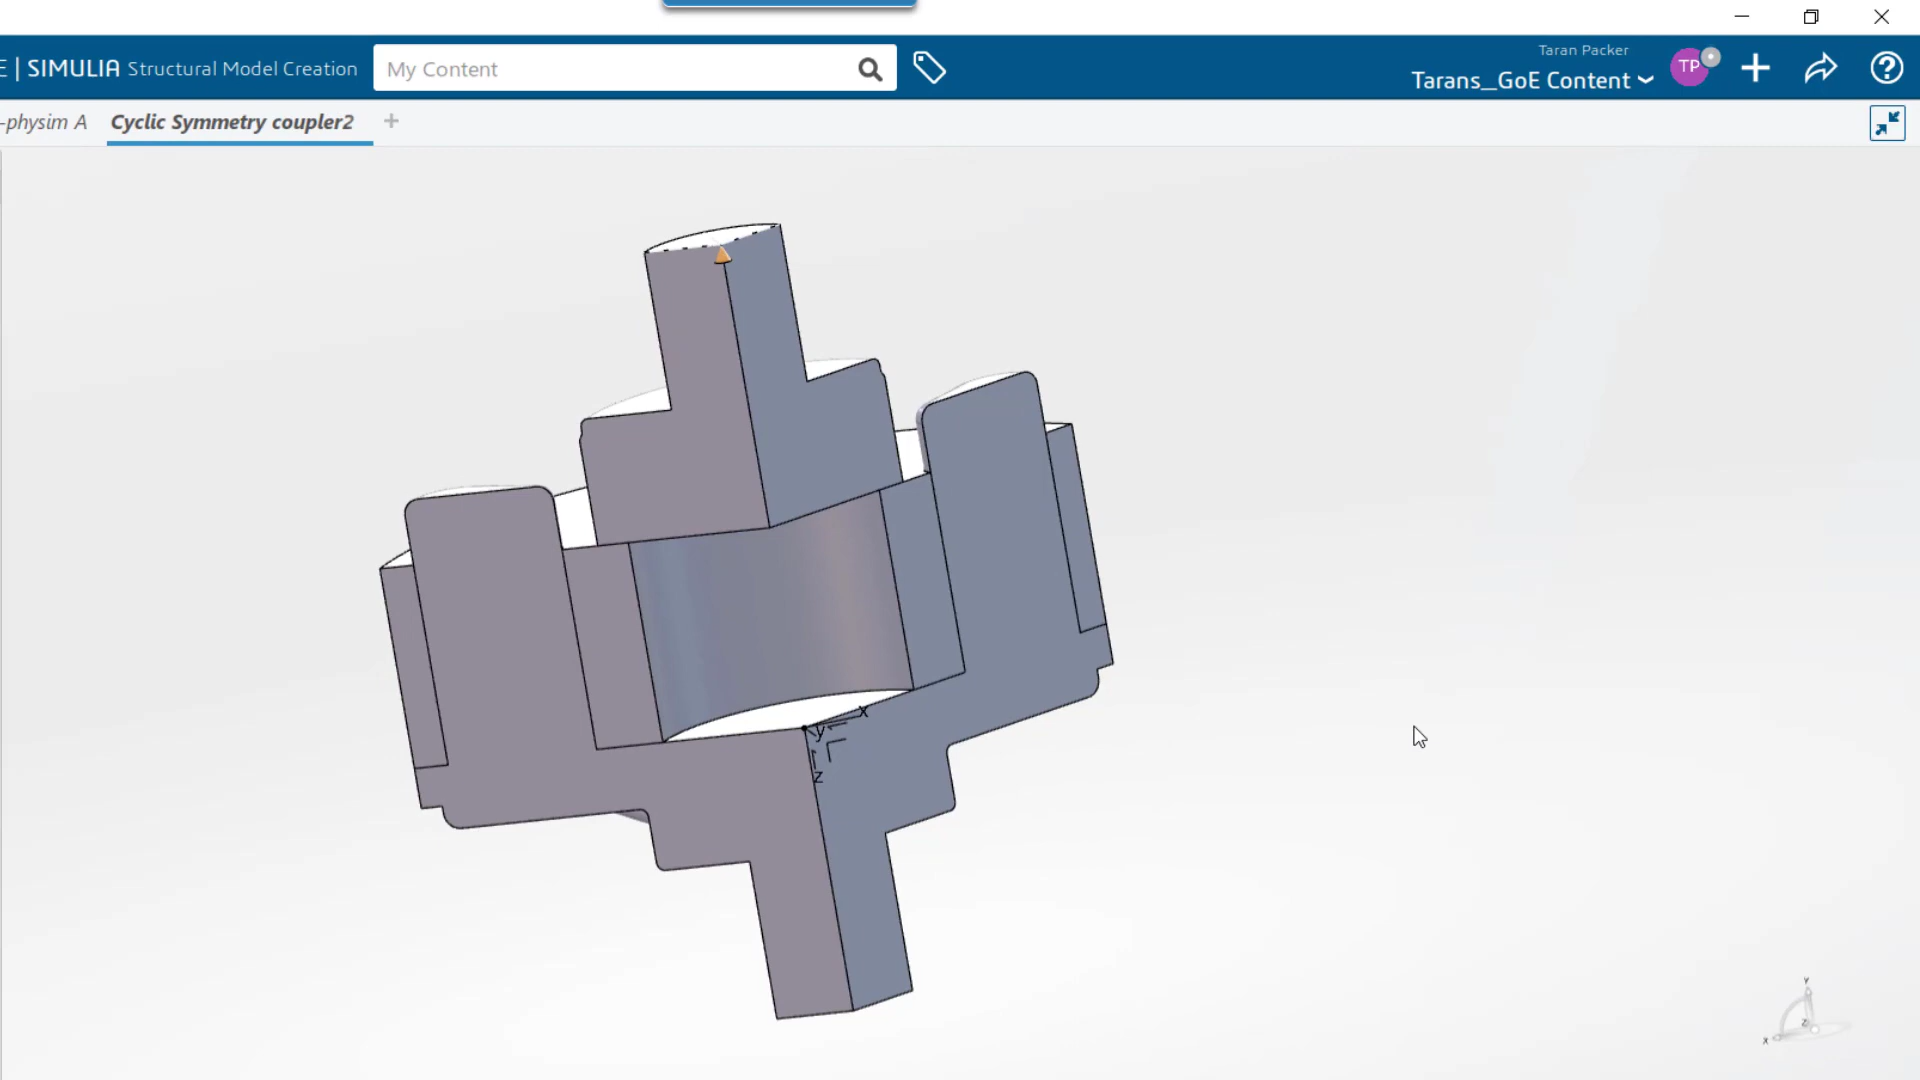 E | SIMULIA Structural Model Creation
My Content
Taran Packer
Tarans_GoE Content
TP
-physim A
Cyclic Symmetry coupler2
x
y
z
Y
Z
X